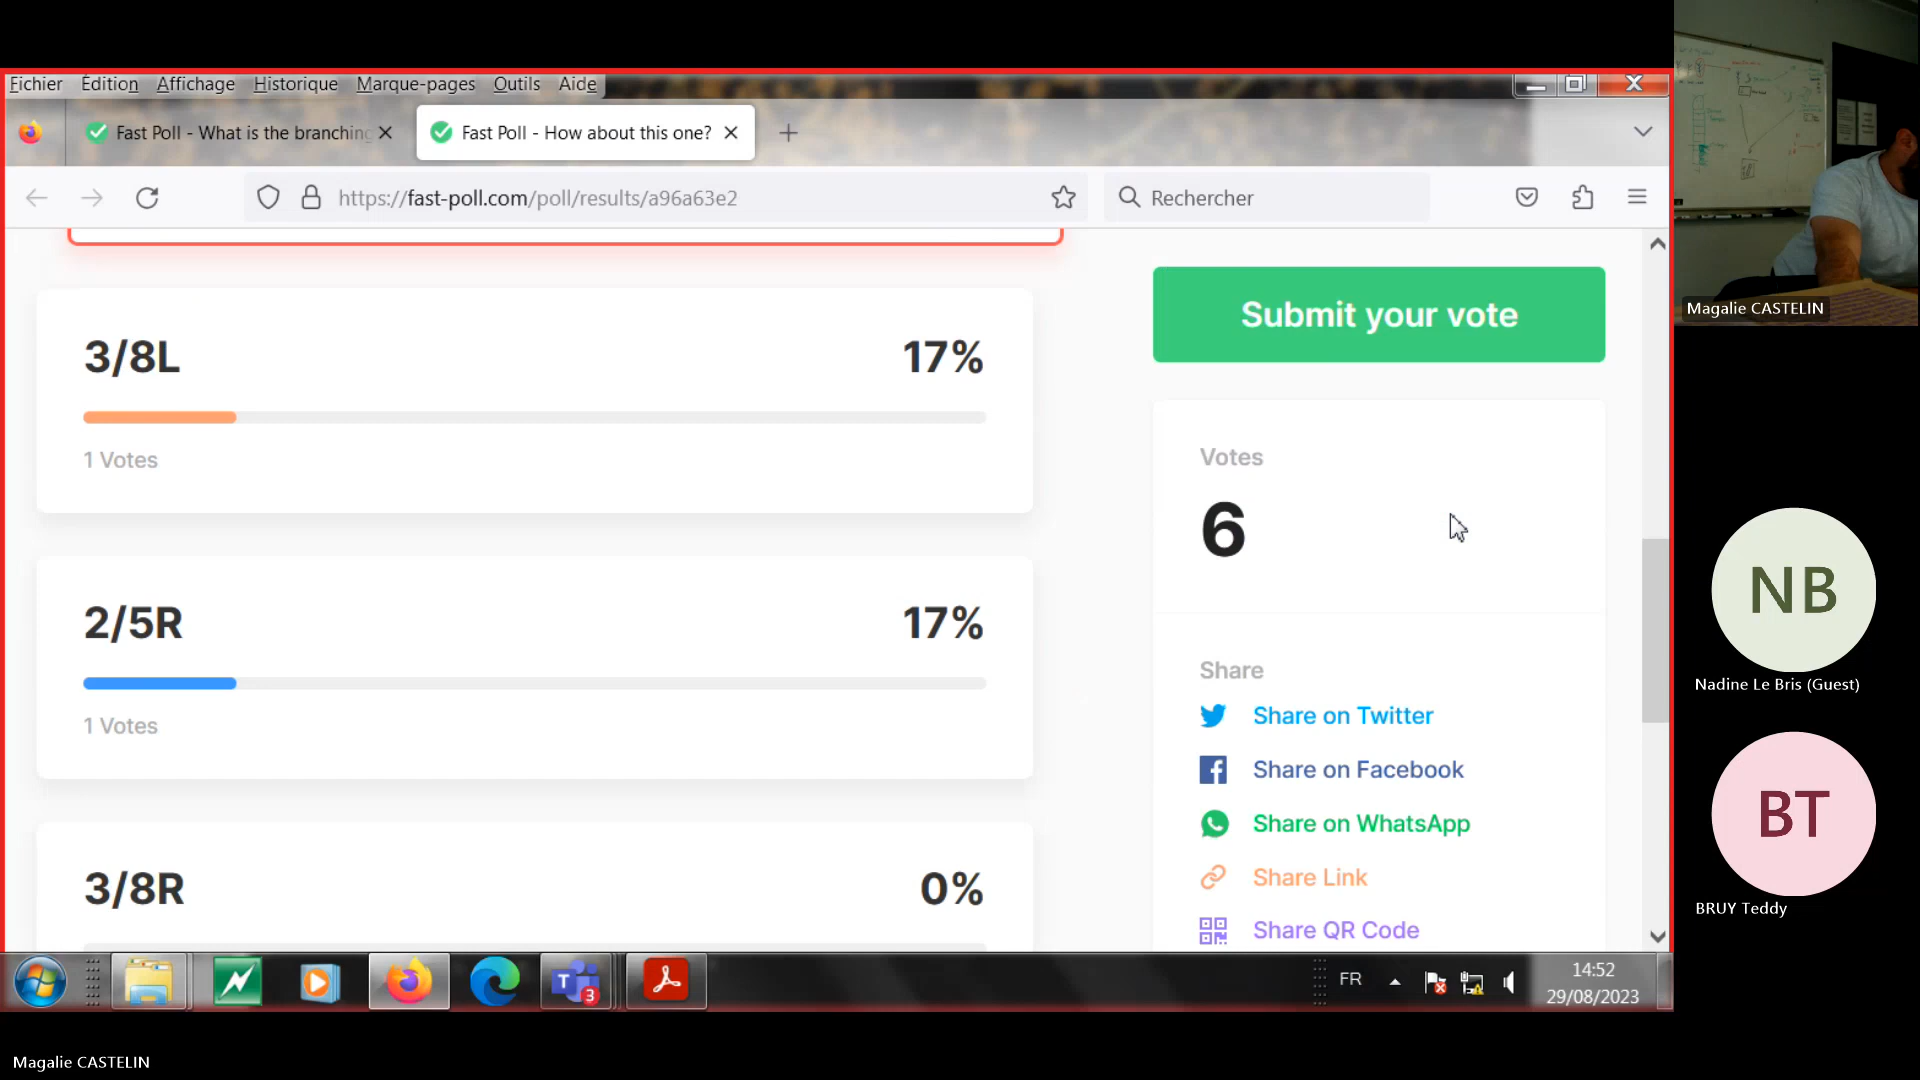 Fichier Édition Affichage Historique Marque-pages Outils Aide
Fast Poll - What is the branching
Fast Poll - How about this one?
https://fast-poll.com/poll/results/a96a63e2
Rechercher
3/8L 17%
1 Votes
2/5R 17%
1 Votes
3/8R 0%
Submit your vote
Votes
6
Share
Share on Twitter
Share on Facebook
Share on WhatsApp
Share Link
Share QR Code
T
3
FR
14:52
29/08/2023
Magalie CASTELIN
NB
Nadine Le Bris (Guest)
BT
BRUY Teddy
Magalie CASTELIN